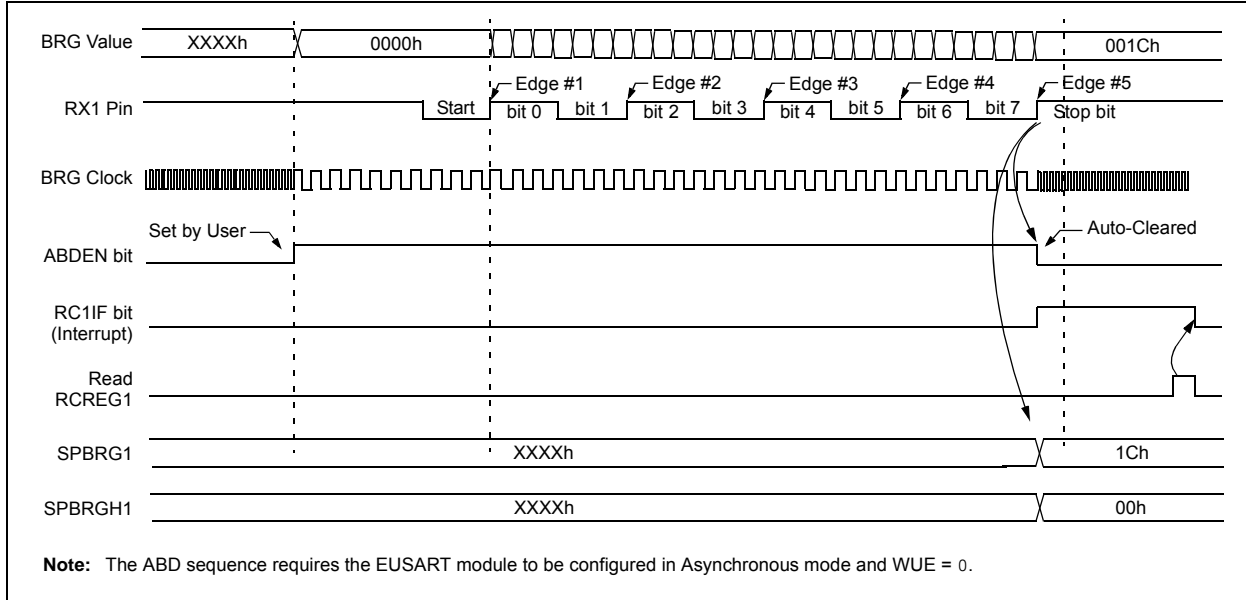 BRG Value XXXXh 0000h 001Ch
Edge #1 Edge #2 Edge #3 Edge #4 Edge #5
RX1 Pin Start bit 0 bit 1 bit 2 bit 3 bit 4 bit 5 bit 6 bit 7 Stop bit
BRG Clock
Set by User Auto-Cleared
ABDEN bit
RC1IF bit
(Interrupt)
Read
RCREG1
SPBRG1 XXXXh 1Ch
SPBRGH1 XXXXh 00h
Note: The ABD sequence requires the EUSART module to be configured in Asynchronous mode and WUE = 0.